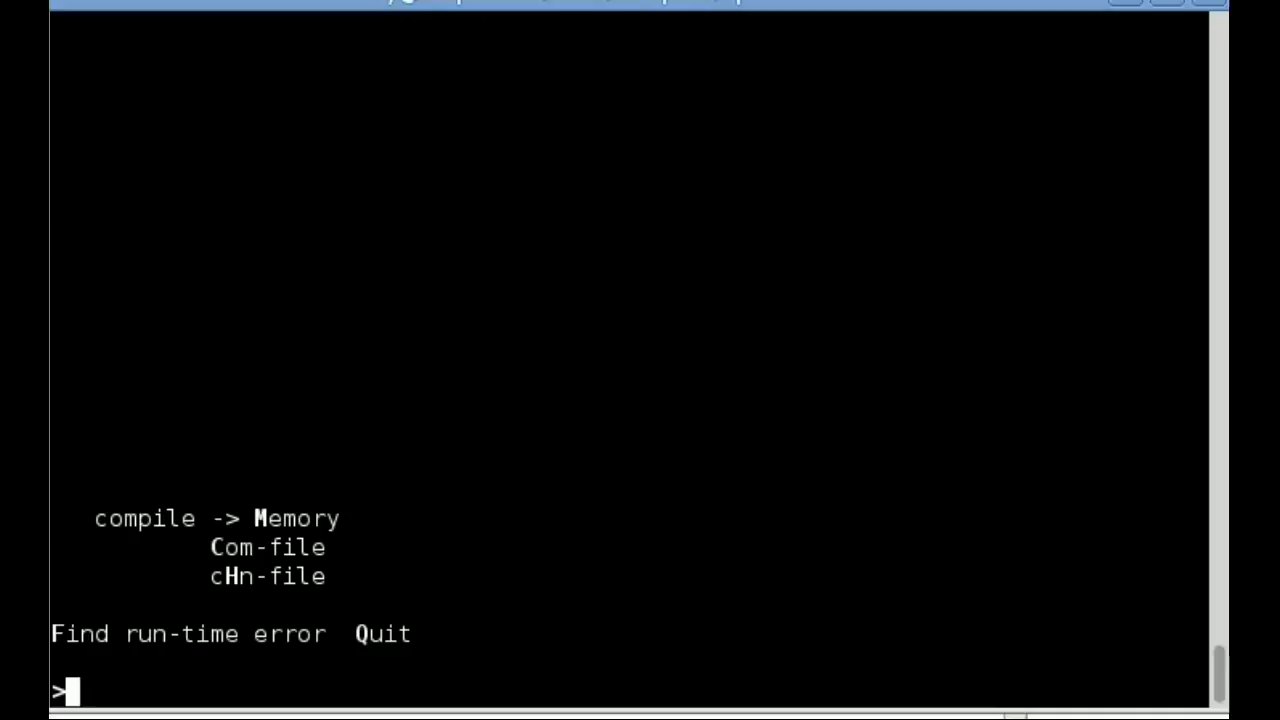 compile -> Memory
Com-file
cHn-file
Find run-time error  Quit
>